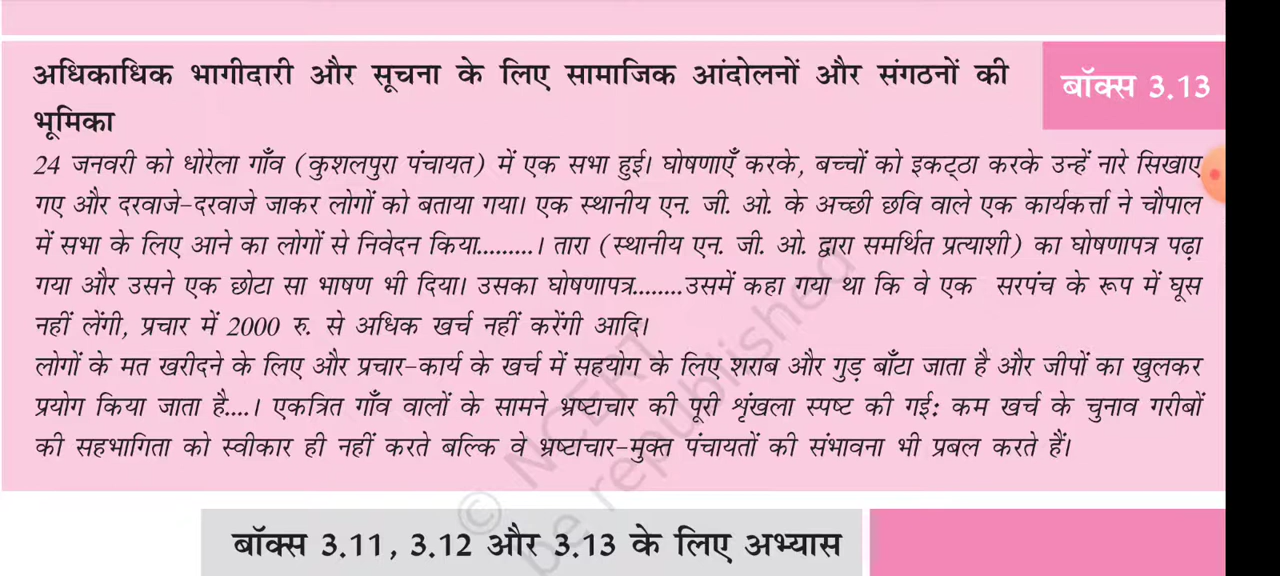 अधिकाधिक भागीदारी और सूचना के लिए सामाजिक आंदोलनों और संगठनों की
भूमिका
बॉक्स 3.13
24 जनवरी को धोरेला गाँव (कुशलपुरा पंचायत) में एक सभा हुई। घोषणाएँ करके, बच्चों को इकट्ठा करके उन्हें नारे सिखाए
गए और दरवाजे-दरवाजे जाकर लोगों को बताया गया। एक स्थानीय एन. जी. ओ. के अच्छी छवि वाले एक कार्यकर्त्ता ने चौपाल
में सभा के लिए आने का लोगों से निवेदन किया.........। तारा (स्थानीय एन. जी. ओ. द्वारा समर्थित प्रत्याशी) का घोषणापत्र पढ़ा
गया और उसने एक छोटा सा भाषण भी दिया। उसका घोषणापत्र........उसमें कहा गया था कि वे एक सरपंच के रूप में घूस
नहीं लेंगी, प्रचार में 2000 रु. से अधिक खर्च नहीं करेंगी आदि।
लोगों के मत खरीदने के लिए और प्रचार-कार्य के खर्च में सहयोग के लिए शराब और गुड़ बाँटा जाता है और जीपों का खुलकर
प्रयोग किया जाता है....। एकत्रित गाँव वालों के सामने भ्रष्टाचार की पूरी शृंखला स्पष्ट की गई: कम खर्च के चुनाव गरीबों
की सहभागिता को स्वीकार ही नहीं करते बल्कि वे भ्रष्टाचार-मुक्त पंचायतों की संभावना भी प्रबल करते हैं।
© NCERT
be republished
बॉक्स 3.11, 3.12 और 3.13 के लिए अभ्यास